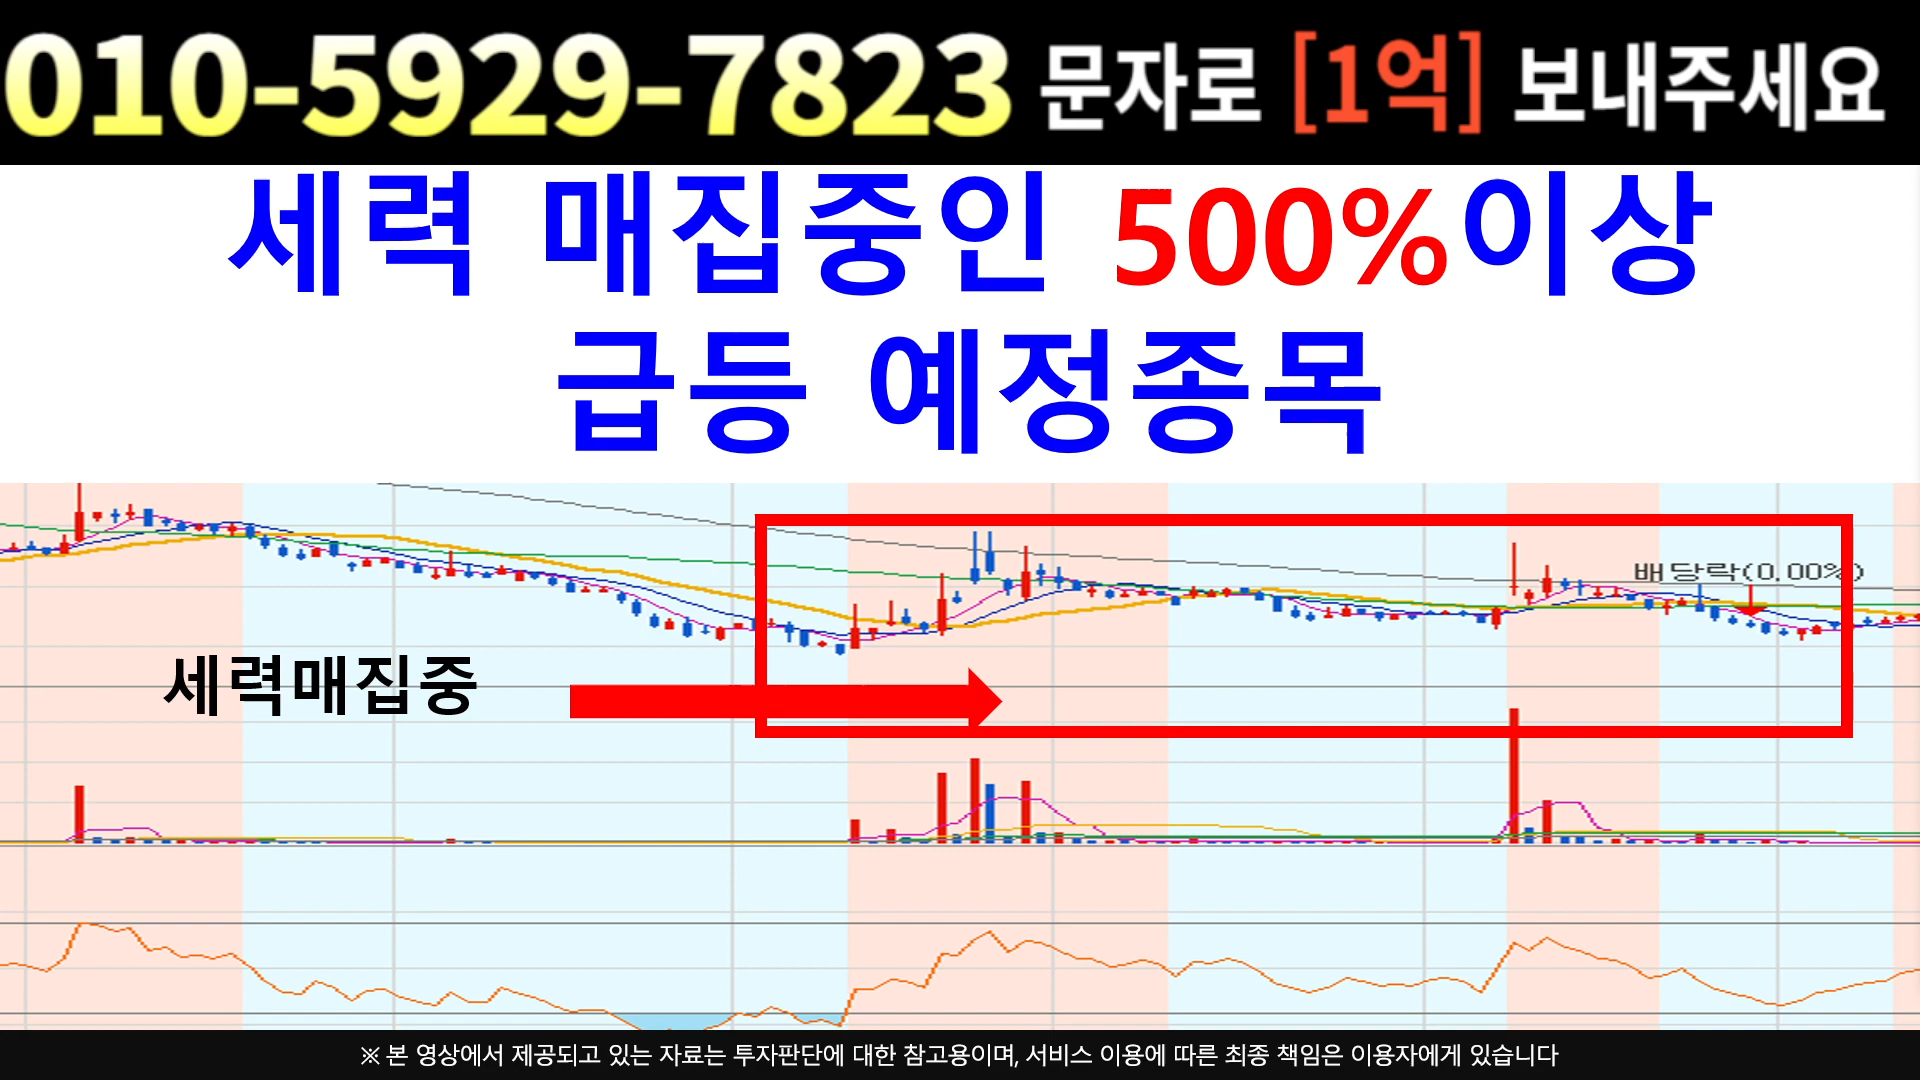 010-5929-7823 문자로 [1억] 보내주세요
세력 매집중인 500%이상
급등 예정종목
배당락(0.00%)
세력매집중
※ 본 영상에서 제공되고 있는 자료는 투자판단에 대한 참고용이며, 서비스 이용에 따른 최종 책임은 이용자에게 있습니다